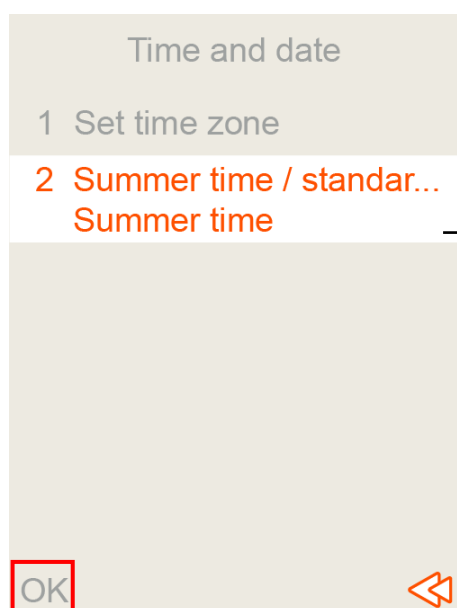 Time and date
1 Set time zone
2 Summer time / standar...
Summer time
OK